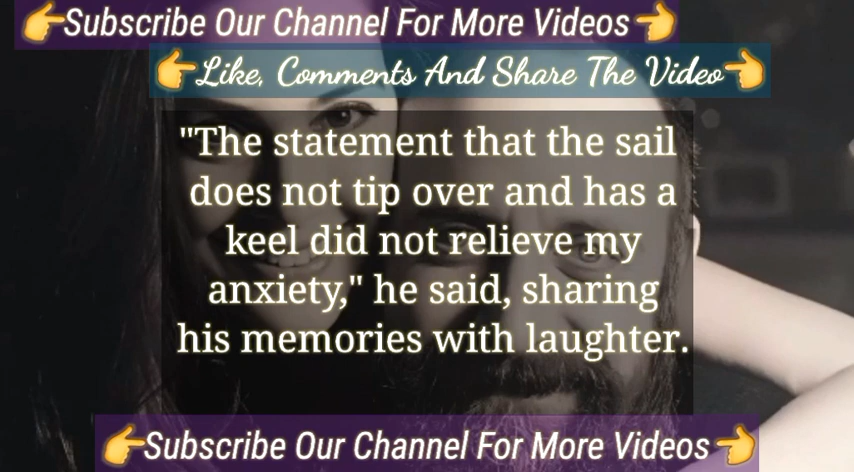 👉Subscribe Our Channel For More Videos👈
👉Like, Comments And Share The Video👈
"The statement that the sail
does not tip over and has a
keel did not relieve my
anxiety," he said, sharing
his memories with laughter.
👉Subscribe Our Channel For More Videos👈